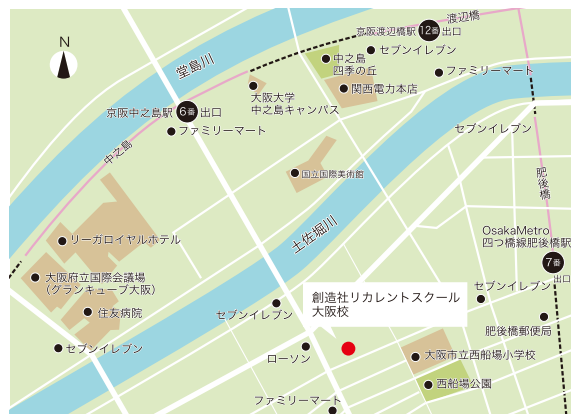 N
堂島川
渡辺橋
京阪渡辺橋駅 12番 出口
セブンイレブン
中之島
四季の丘
ファミリーマート
関西電力本店
大阪大学
中之島キャンパス
京阪中之島駅 6番 出口
ファミリーマート
中之島
セブンイレブン
国立国際美術館
肥後橋
土佐堀川
OsakaMetro
四つ橋線肥後橋駅
7番
出口
リーガロイヤルホテル
大阪府立国際会議場
（グランキューブ大阪）
住友病院
セブンイレブン
セブンイレブン
創造社リカレントスクール
大阪校
セブンイレブン
肥後橋郵便局
ローソン
大阪市立西船場小学校
西船場公園
ファミリーマート